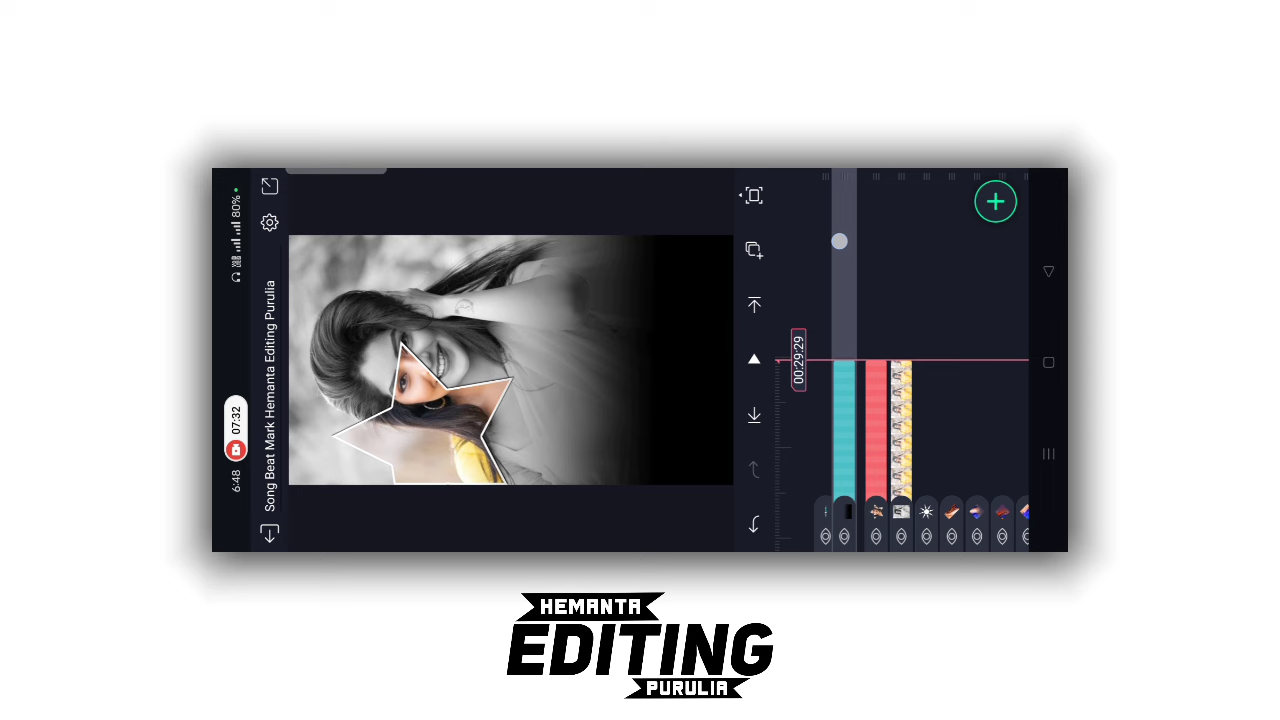 6:48
07:32
80%
Song Beat Mark Hemanta Editing Purulia
00:29:29
HEMANTA
EDITING
PURULIA